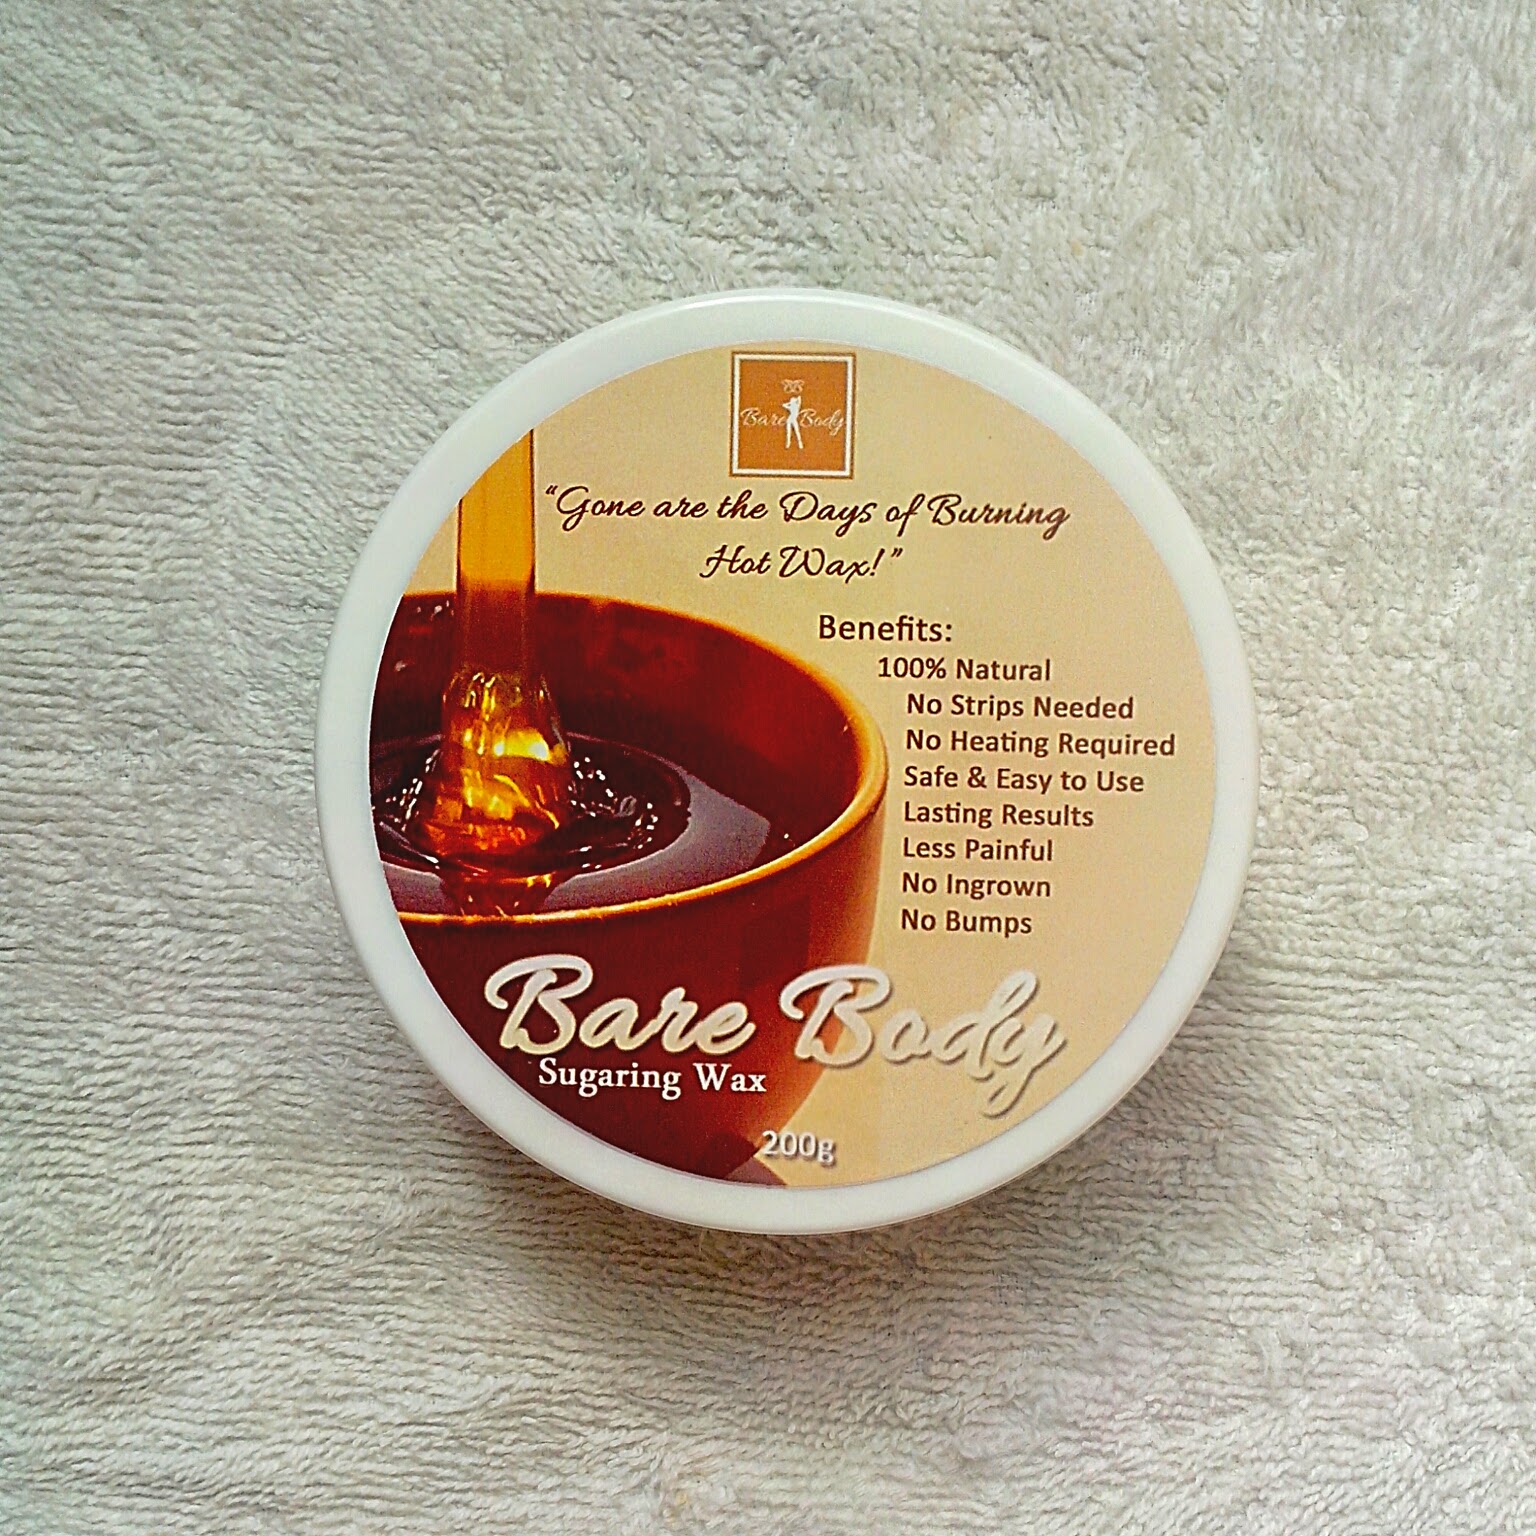 BB
Bare Body
“Gone are the Days of Burning
Hot Wax!”
Benefits:
100% Natural
No Strips Needed
No Heating Required
Safe & Easy to Use
Lasting Results
Less Painful
No Ingrown
No Bumps
Bare Body
Sugaring Wax
200g